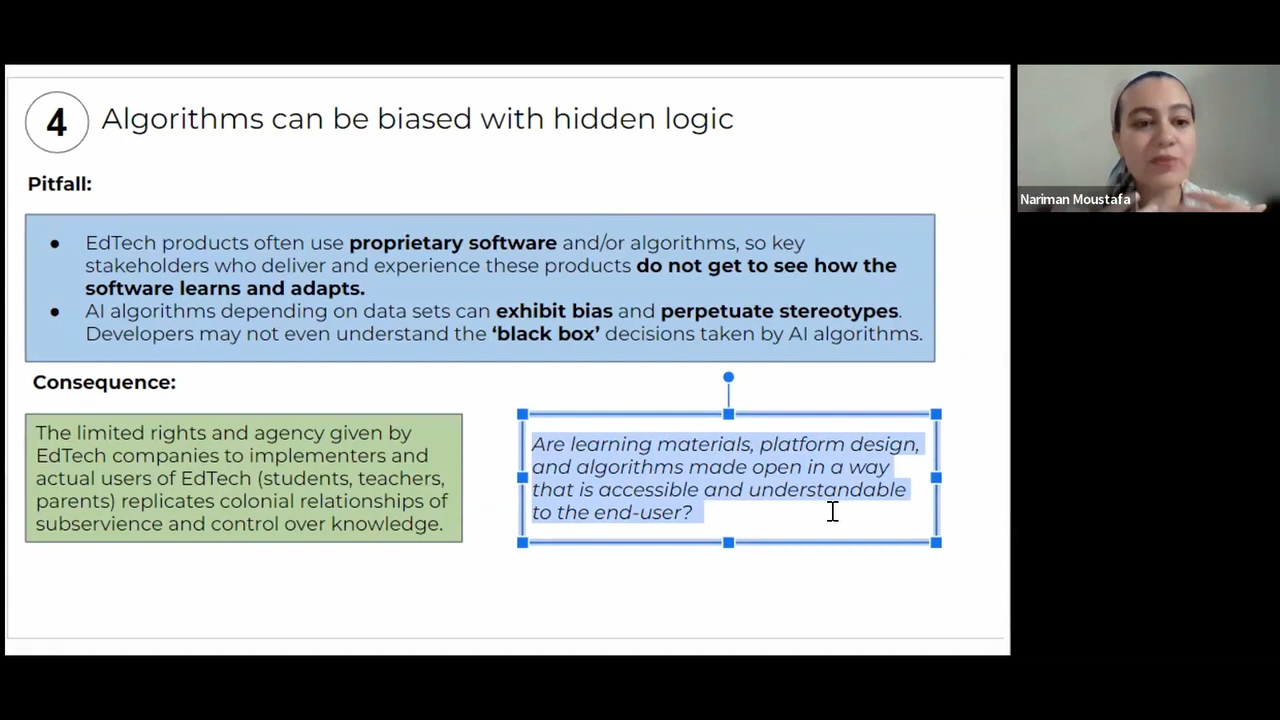 4 Algorithms can be biased with hidden logic
Pitfall:
● EdTech products often use proprietary software and/or algorithms, so key
stakeholders who deliver and experience these products do not get to see how the
software learns and adapts.
● AI algorithms depending on data sets can exhibit bias and perpetuate stereotypes.
Developers may not even understand the ‘black box’ decisions taken by AI algorithms.
Consequence:
The limited rights and agency given by
EdTech companies to implementers and
actual users of EdTech (students, teachers,
parents) replicates colonial relationships of
subservience and control over knowledge.
Are learning materials, platform design,
and algorithms made open in a way
that is accessible and understandable
to the end-user?
Nariman Moustafa